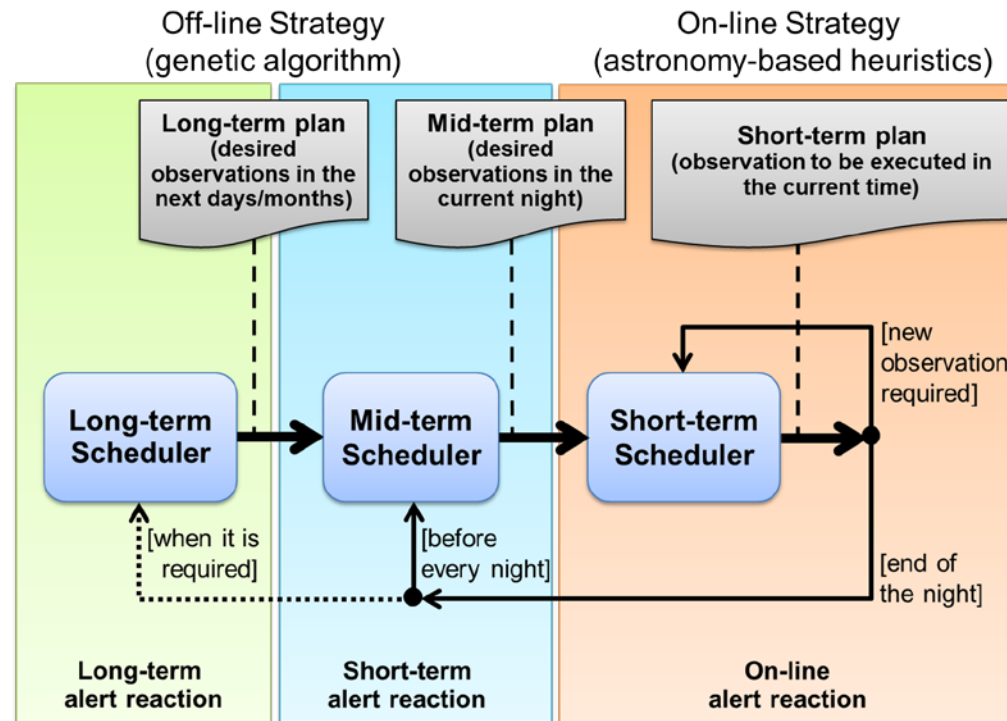 Off-line Strategy
(genetic algorithm)
On-line Strategy
(astronomy-based heuristics)
Long-term plan
(desired
observations in the
next days/months)
Mid-term plan
(desired
observations in the
current night)
Short-term plan
(observation to be executed in
the current time)
[new
observation
required]
Long-term
Scheduler
Mid-term
Scheduler
Short-term
Scheduler
[when it is
required]
[before
every night]
[end of
the night]
Long-term
alert reaction
Short-term
alert reaction
On-line
alert reaction